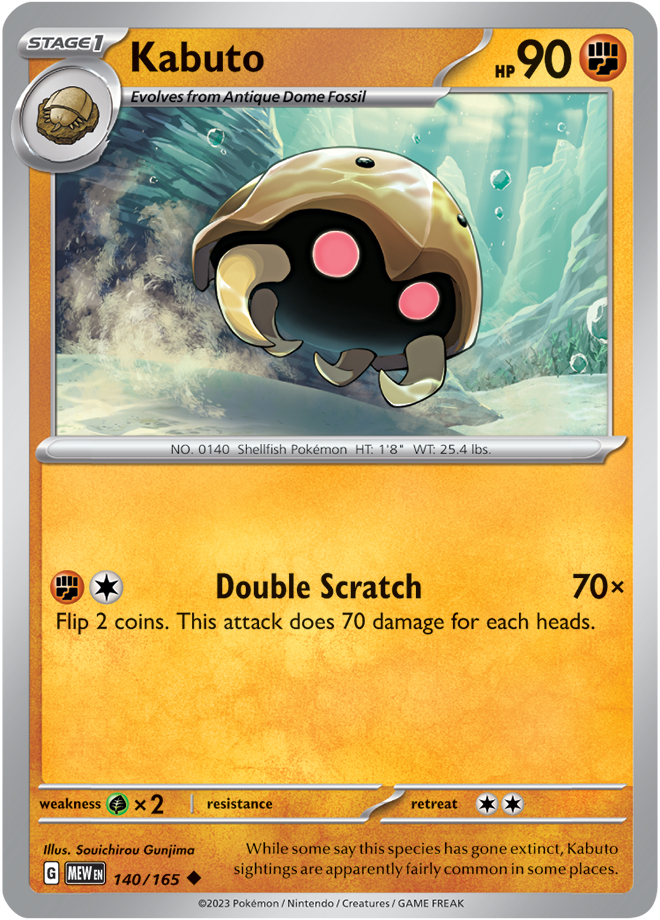 STAGE1
Kabuto
HP 90
Evolves from Antique Dome Fossil
NO. 0140 Shellfish Pokémon HT: 1'8" WT: 25.4 lbs.
Double Scratch 70×
Flip 2 coins. This attack does 70 damage for each heads.
weakness ×2 resistance retreat
Illus. Souichirou Gunjima
While some say this species has gone extinct, Kabuto
sightings are apparently fairly common in some places.
G MEW EN 140/165
©2023 Pokémon / Nintendo / Creatures / GAME FREAK